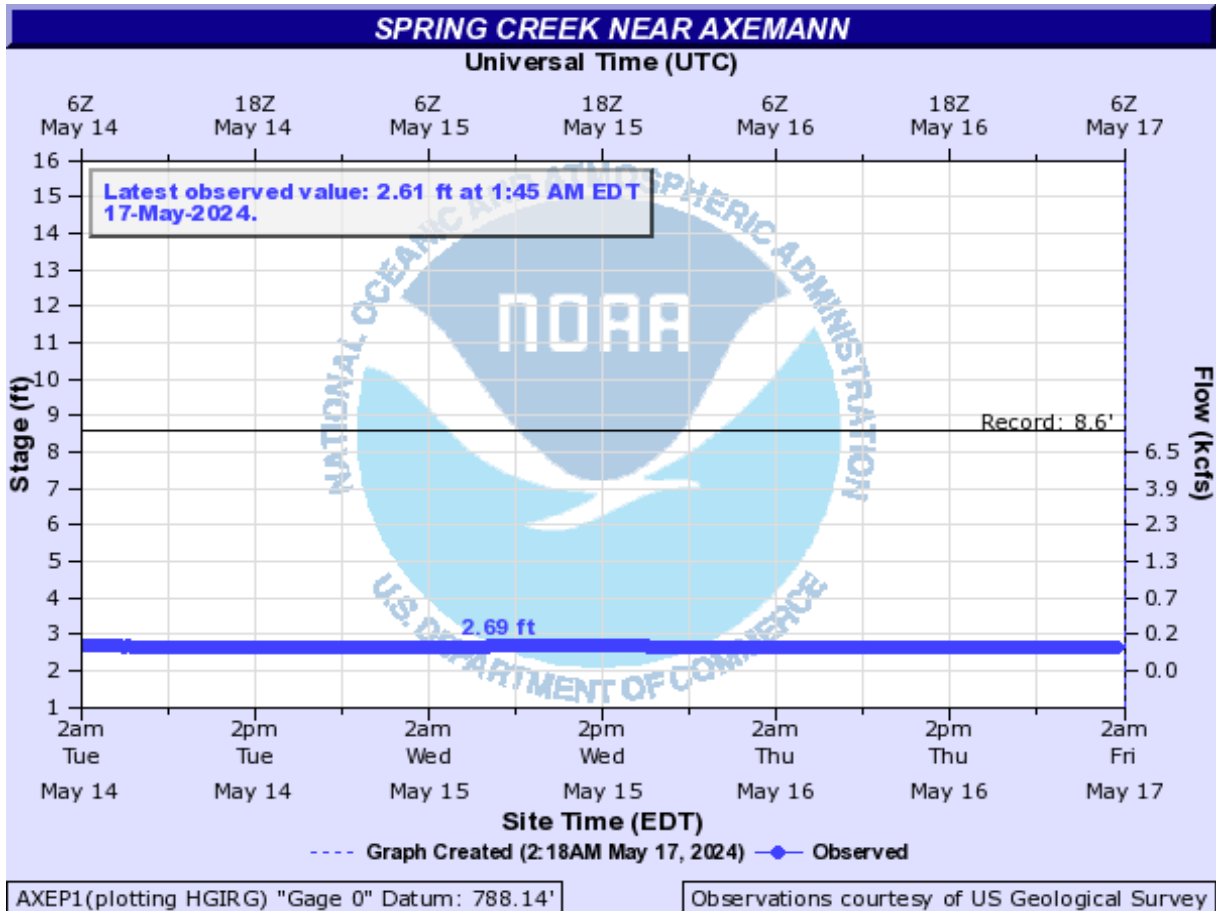 SPRING CREEK NEAR AXEMANN
Universal Time (UTC)
6Z 18Z 6Z 18Z 6Z 18Z 6Z
May 14 May 14 May 15 May 15 May 16 May 16 May 17
Latest observed value: 2.61 ft at 1:45 AM EDT
17-May-2024.
NATIONAL OCEANIC AND ATMOSPHERIC ADMINISTRATION
NOAA
U.S. DEPARTMENT OF COMMERCE
Stage (ft)
16
15
14
13
12
11
10
9
8
7
6
5
4
3
2
1
Record: 8.6'
2.69 ft
Flow (kcfs)
6.5
3.9
2.3
1.3
0.7
0.2
0.0
2am 2pm 2am 2pm 2am 2pm 2am
Tue Tue Wed Wed Thu Thu Fri
May 14 May 14 May 15 May 15 May 16 May 16 May 17
Site Time (EDT)
Graph Created (2:18AM May 17, 2024) Observed
AXEP1(plotting HGIRG) "Gage 0" Datum: 788.14'
Observations courtesy of US Geological Survey